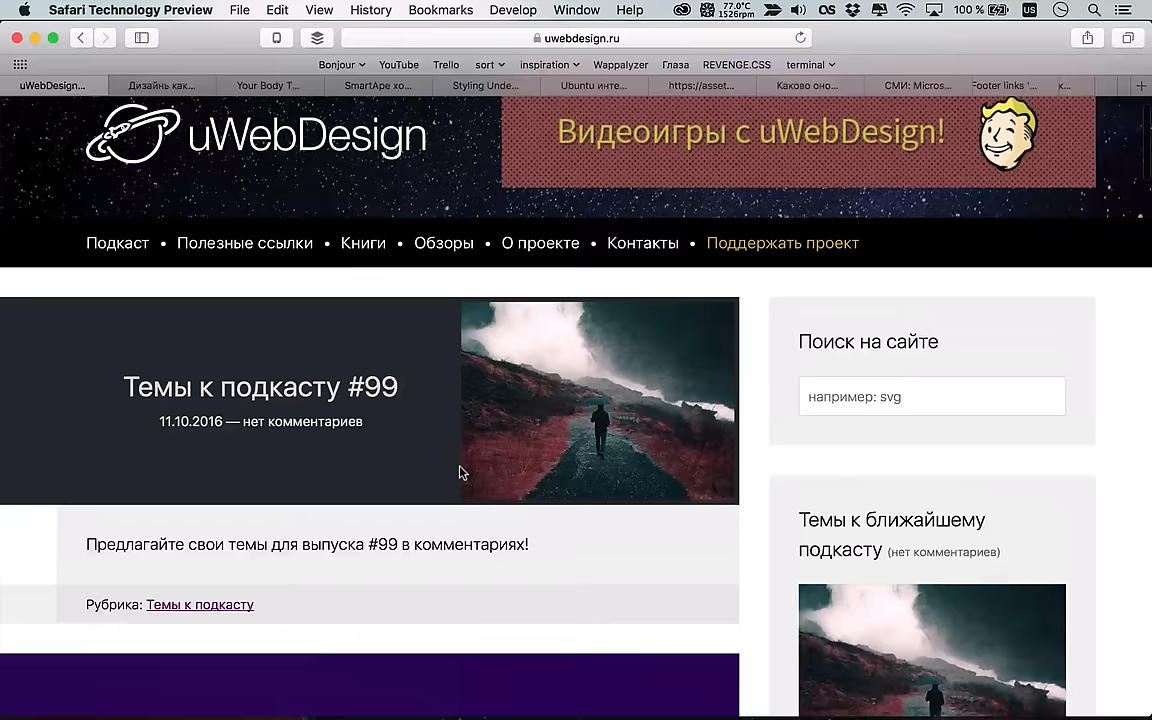 Safari Technology Preview File Edit View History Bookmarks Develop Window Help 77.0°C 1526rpm 100 % US
uwebdesign.ru
Bonjour YouTube Trello sort inspiration Wappalyzer Глаза REVENGE.CSS terminal
uWebDesign... Дизайнь как... Your Body T... SmartApe хо... Styling Unde... Ubuntu инте... https://asset... Каково оно... СМИ: Micros... Footer links '... к...
uWebDesign
Видеоигры с uWebDesign!
Подкаст • Полезные ссылки • Книги • Обзоры • О проекте • Контакты • Поддержать проект
Темы к подкасту #99
11.10.2016 — нет комментариев
Предлагайте свои темы для выпуска #99 в комментариях!
Рубрика: Темы к подкасту
Поиск на сайте
например: svg
Темы к ближайшему
подкасту (нет комментариев)